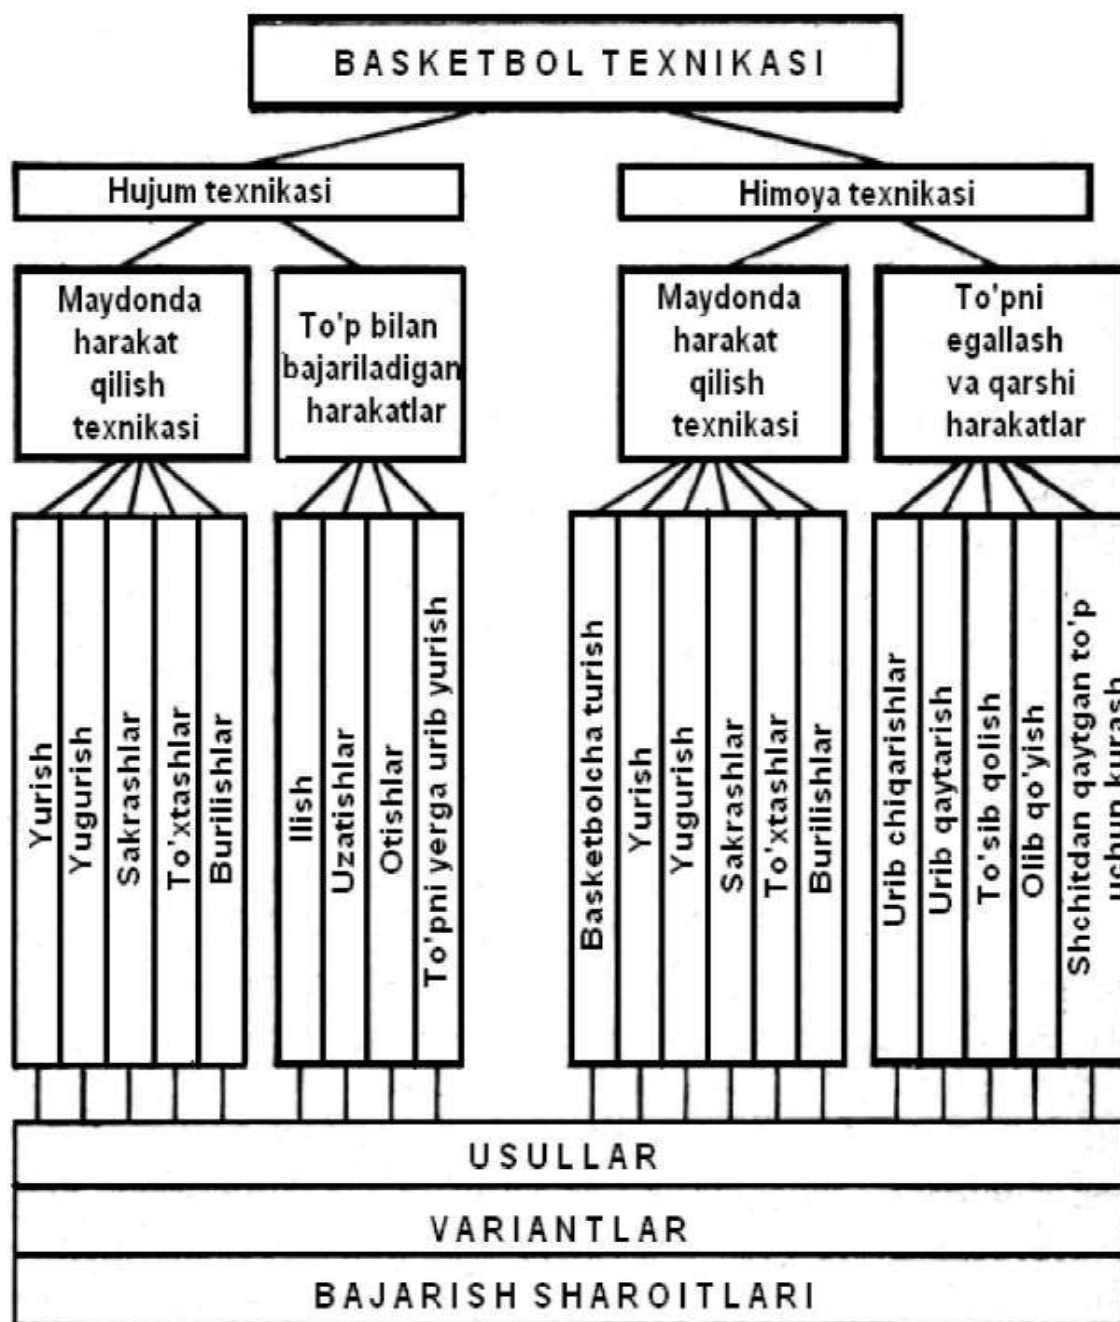 BASKETBOL TEXNIKASI
Hujum texnikasi
Himoya texnikasi
Maydonda
harakat
qilish
texnikasi
To'p bilan
bajariladigan
harakatlar
Maydonda
harakat
qilish
texnikasi
To'pni
egallash
va qarshi
harakatlar
Yurish
Yugurish
Sakrashlar
To'xtashlar
Burilishlar
Ilish
Uzatishlar
Otishlar
To'pni yerga urib yurish
Basketbolcha turish
Yurish
Yugurish
Sakrashlar
To'xtashlar
Burilishlar
Urib chiqarishlar
Urib qaytarish
To'sib qolish
Olib qo'yish
Shchitdan qaytgan to'p
uchum kurash
USULLAR
VARIANTLAR
BAJARISH SHAROITLARI